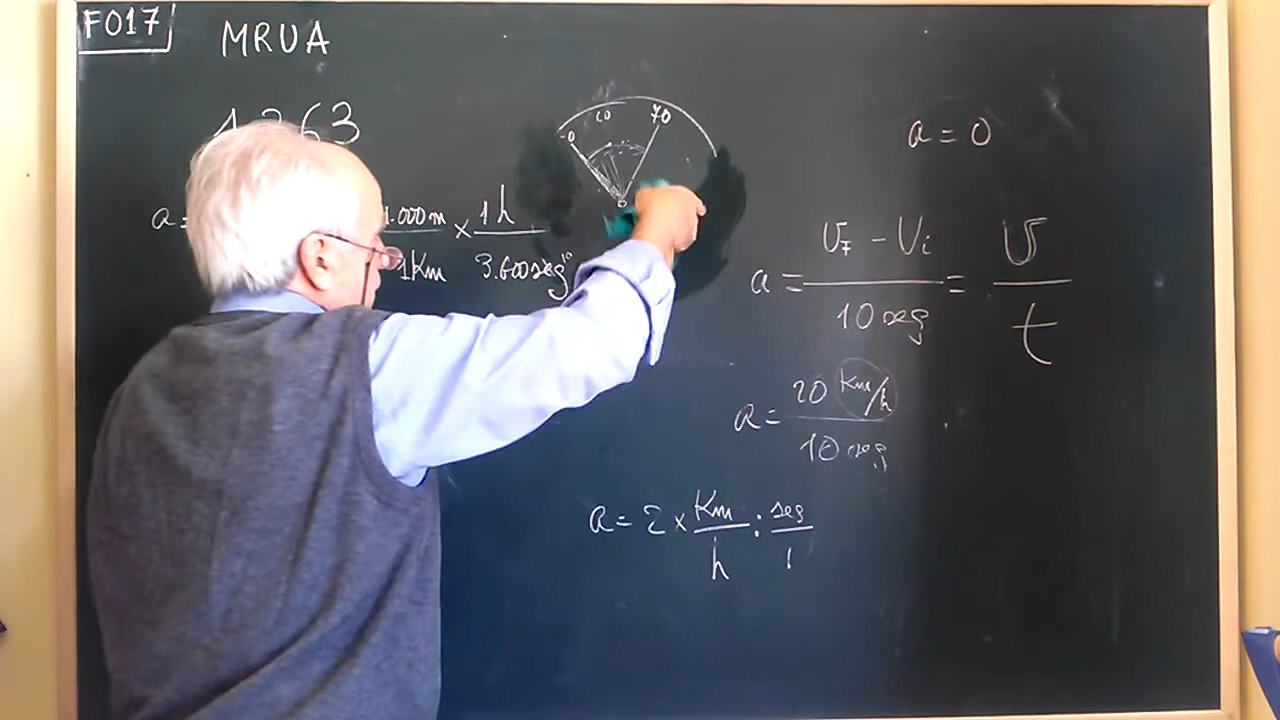 F017
MRUA
1.263
70
a = 0
a =
1.000 m × 1 h
1 Km 3.600 seg
a = Vf - Vi = V
10 seg t
a = 20 Km/h
10 seg
a = 2 × Km : seg
h 1